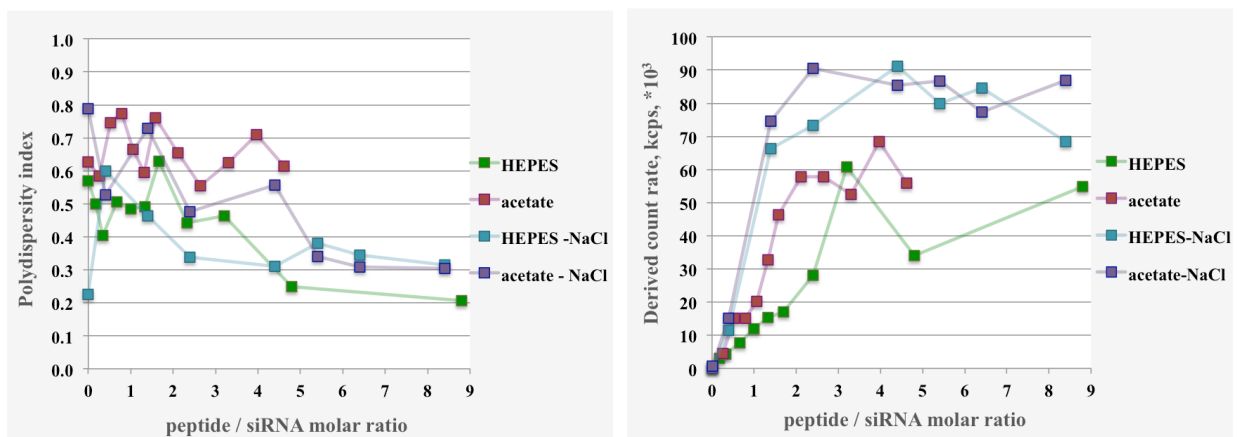 1.0
0.9
0.8
0.7
0.6
0.5
0.4
0.3
0.2
0.1
0.0
Polydispersity index
0 1 2 3 4 5 6 7 8 9
peptide / siRNA molar ratio
HEPES
acetate
HEPES -NaCl
acetate - NaCl
100
90
80
70
60
50
40
30
20
10
0
Derived count rate, kcps, *10³
0 1 2 3 4 5 6 7 8 9
peptide / siRNA molar ratio
HEPES
acetate
HEPES-NaCl
acetate-NaCl